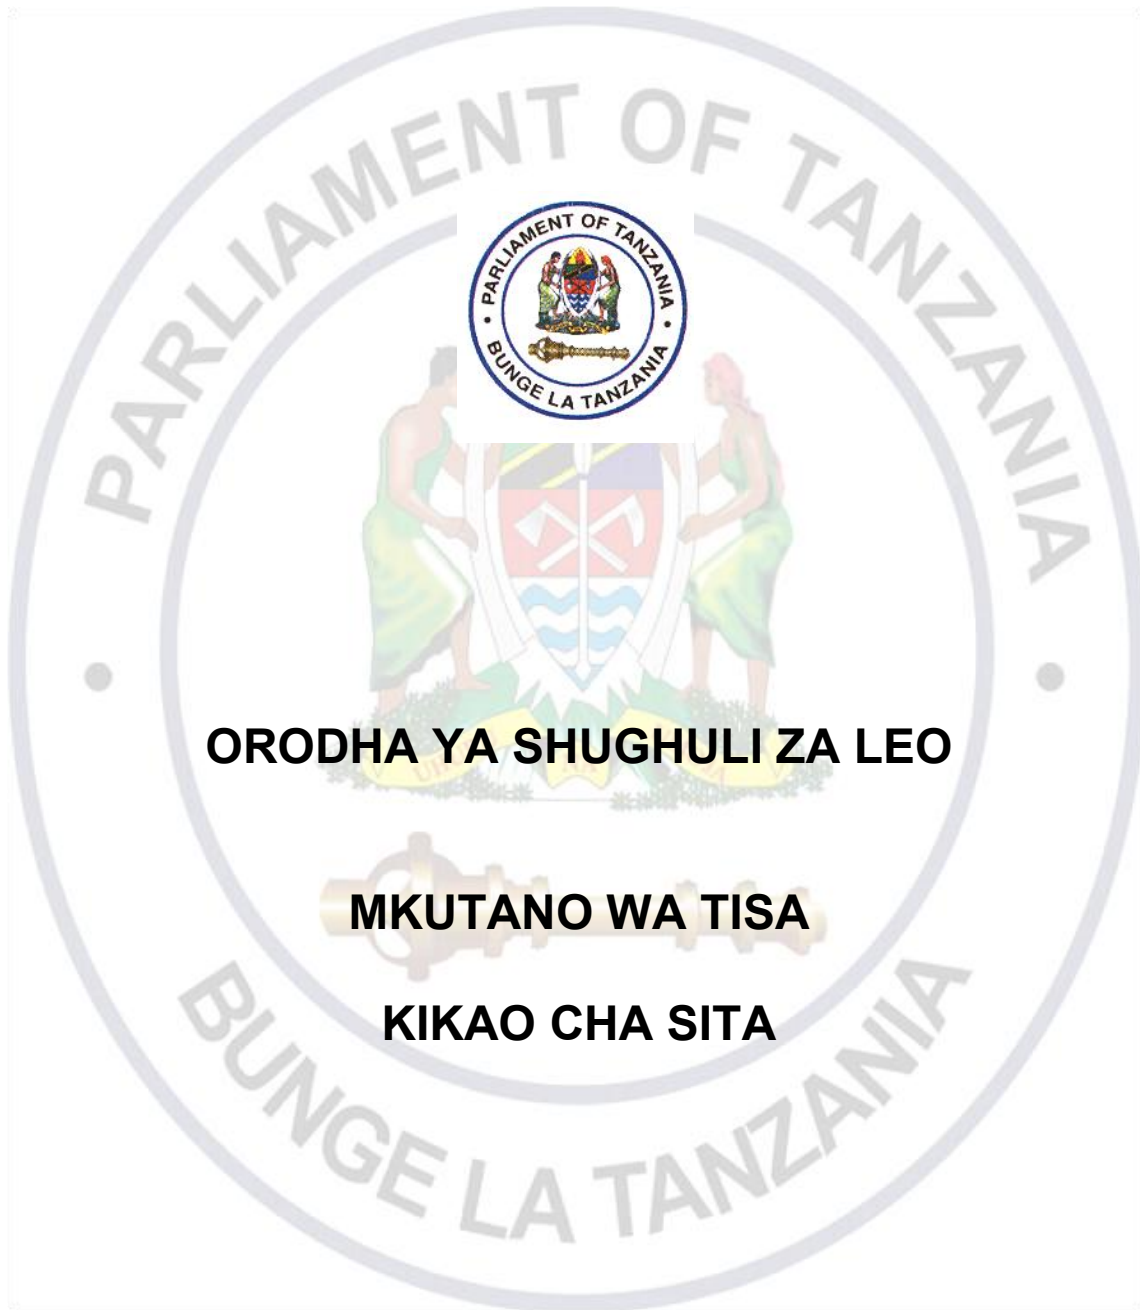 PARLIAMENT OF TANZANIA
BUNGE LA TANZANIA
PARLIAMENT OF TANZANIA
BUNGE LA TANZANIA
ORODHA YA SHUGHULI ZA LEO
MKUTANO WA TISA
KIKAO CHA SITA